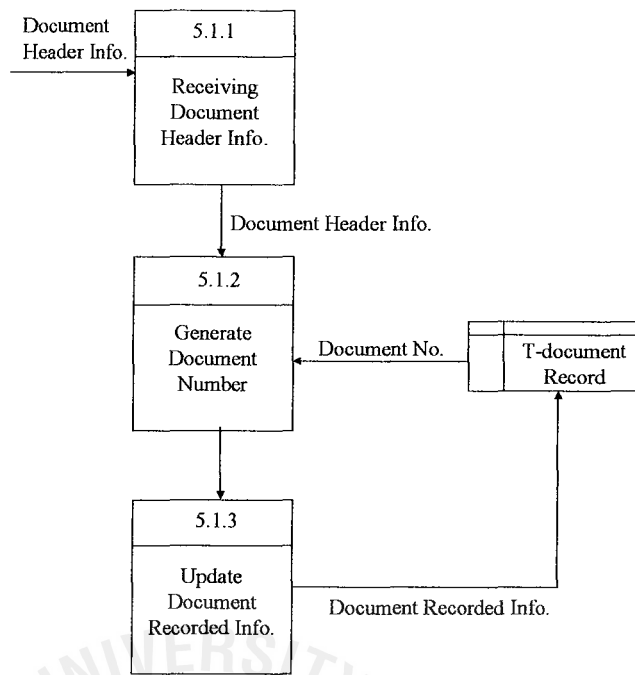 Document
Header Info.
5.1.1
Receiving
Document
Header Info.
Document Header Info.
5.1.2
Generate
Document
Number
Document No.
T-document
Record
5.1.3
Update
Document
Recorded Info.
Document Recorded Info.
UNIVERSITY